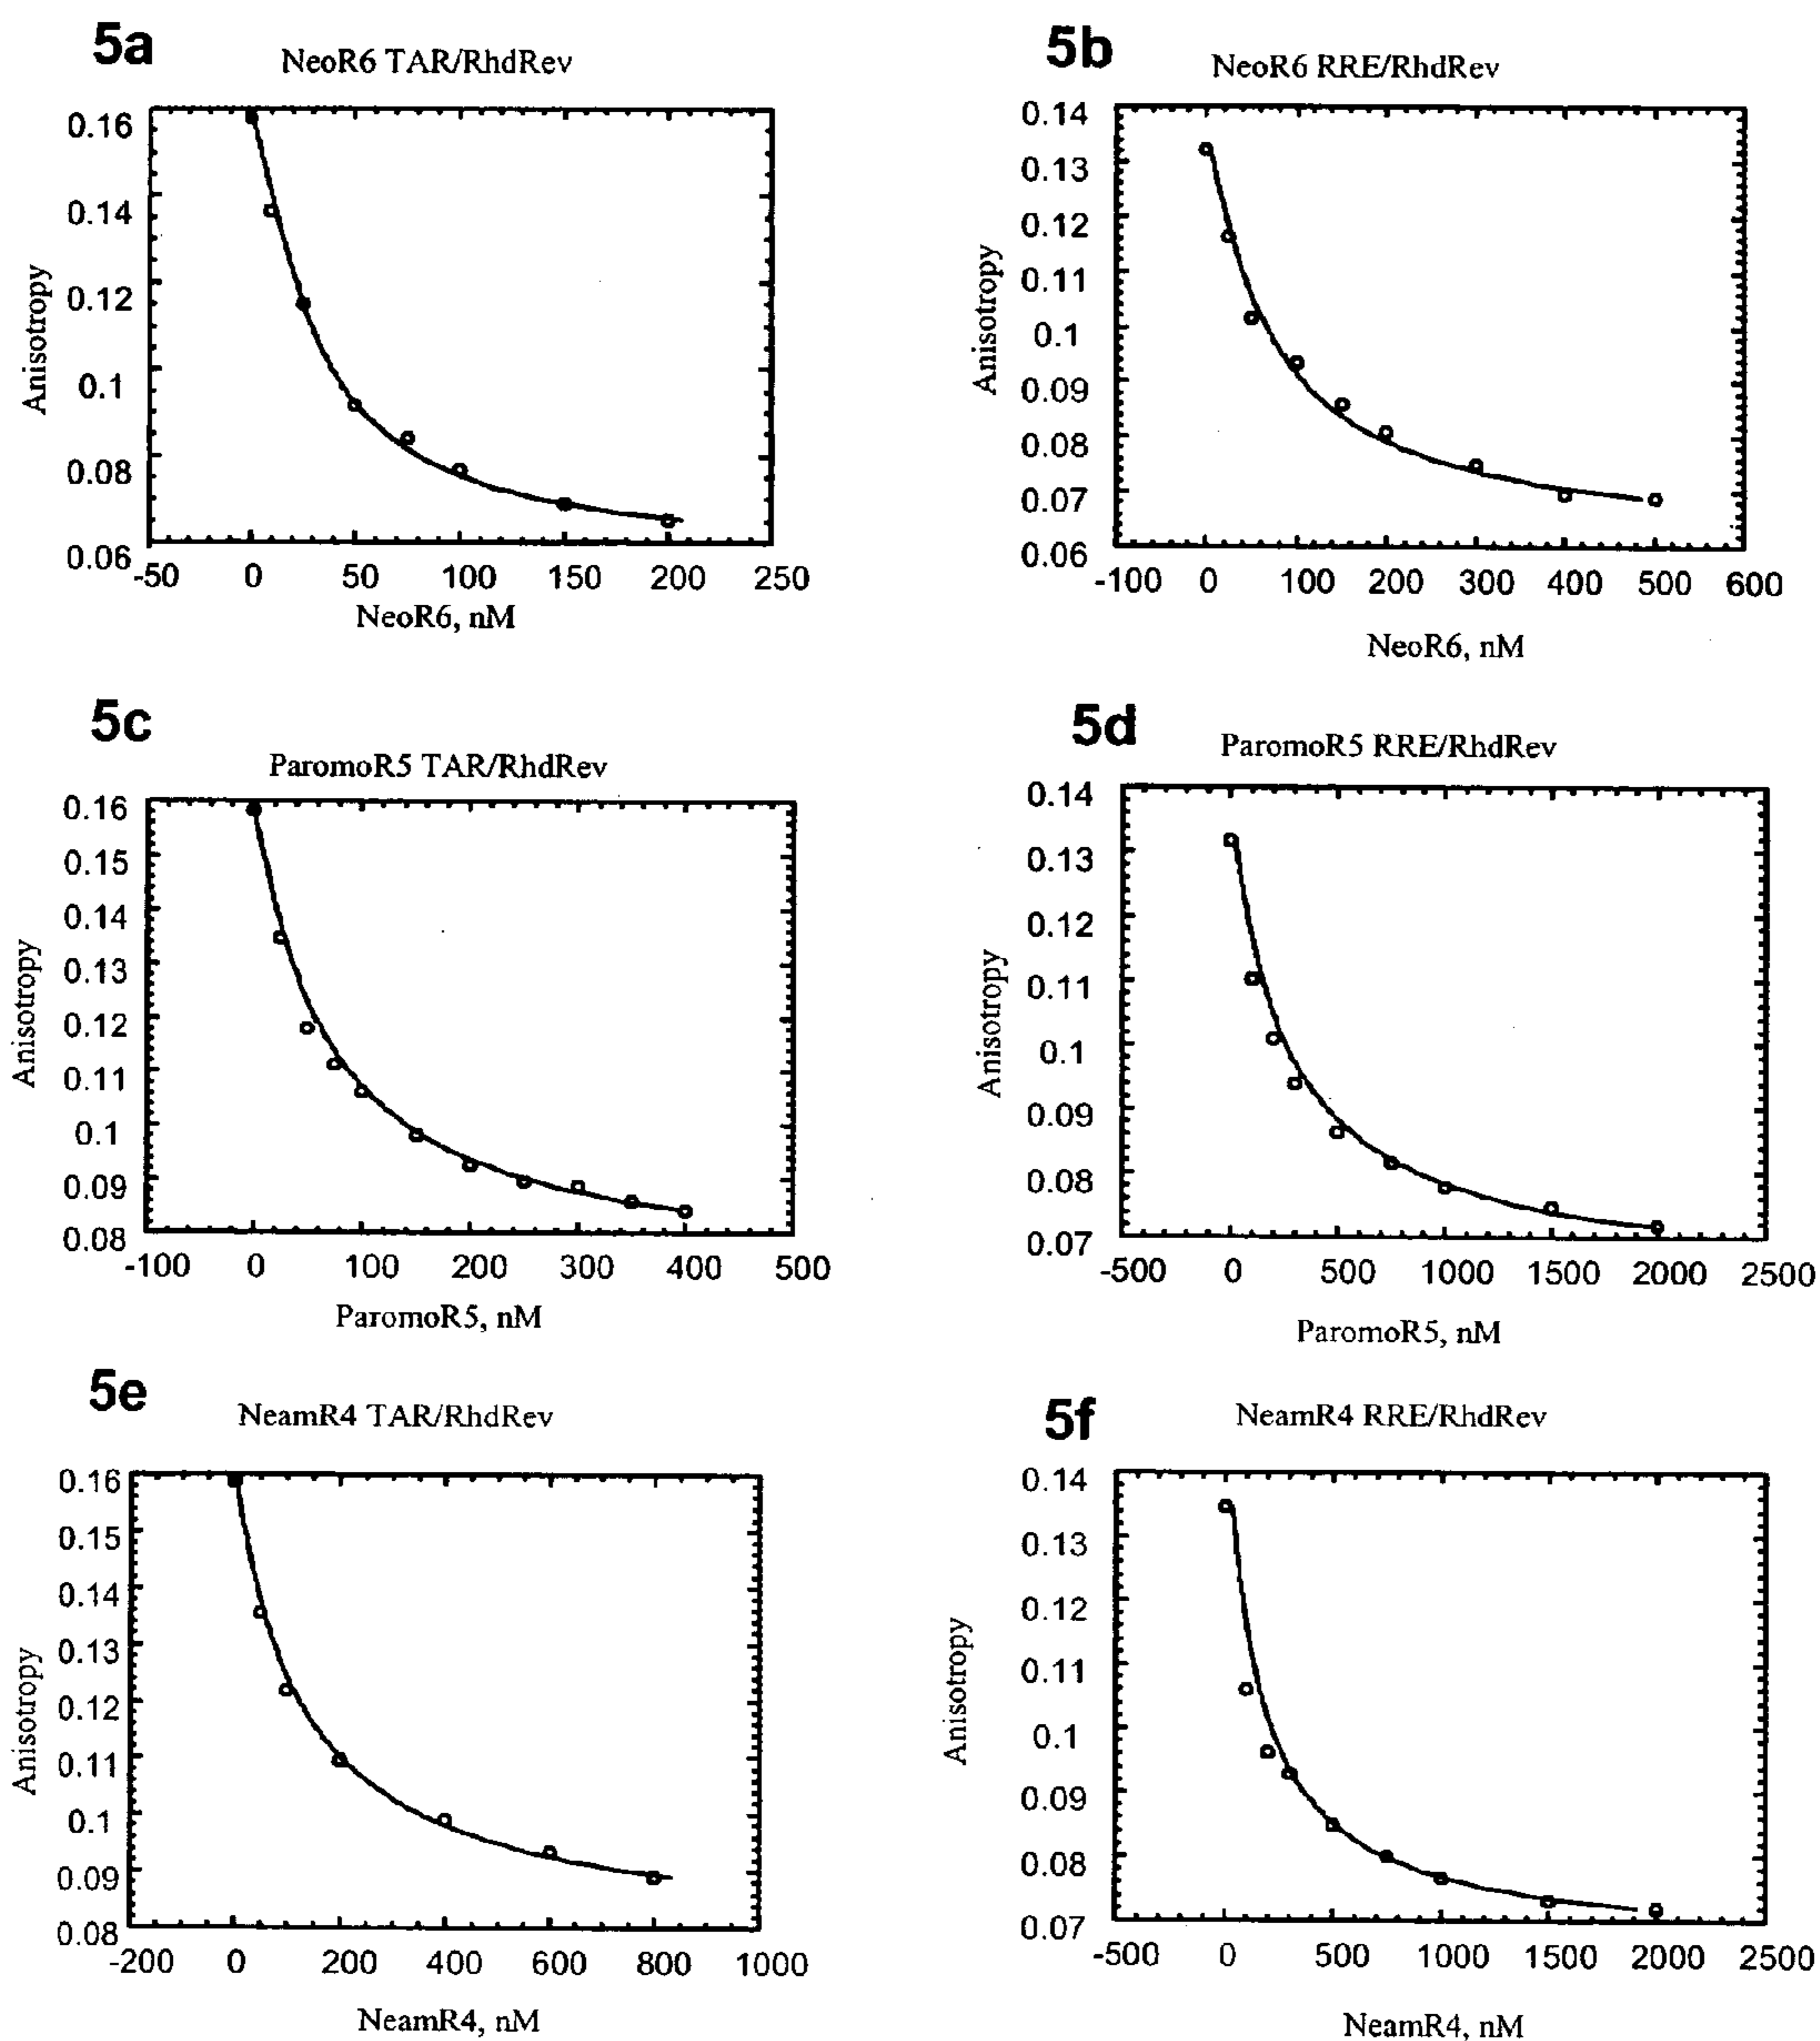 5a
NeoR6 TAR/RhdRev
0.16
0.14
0.12
0.1
0.08
0.06
Anisotropy
-50 0 50 100 150 200 250
NeoR6, nM
5b
NeoR6 RRE/RhdRev
0.14
0.13
0.12
0.11
0.1
0.09
0.08
0.07
0.06
Anisotropy
-100 0 100 200 300 400 500 600
NeoR6, nM
5c
ParomoR5 TAR/RhdRev
0.16
0.15
0.14
0.13
0.12
0.11
0.1
0.09
0.08
Anisotropy
-100 0 100 200 300 400 500
ParomoR5, nM
5d
ParomoR5 RRE/RhdRev
0.14
0.13
0.12
0.11
0.1
0.09
0.08
0.07
Anisotropy
-500 0 500 1000 1500 2000 2500
ParomoR5, nM
5e
NeamR4 TAR/RhdRev
0.16
0.15
0.14
0.13
0.12
0.11
0.1
0.09
0.08
Anisotropy
-200 0 200 400 600 800 1000
NeamR4, nM
5f
NeamR4 RRE/RhdRev
0.14
0.13
0.12
0.11
0.1
0.09
0.08
0.07
Anisotropy
-500 0 500 1000 1500 2000 2500
NeamR4, nM